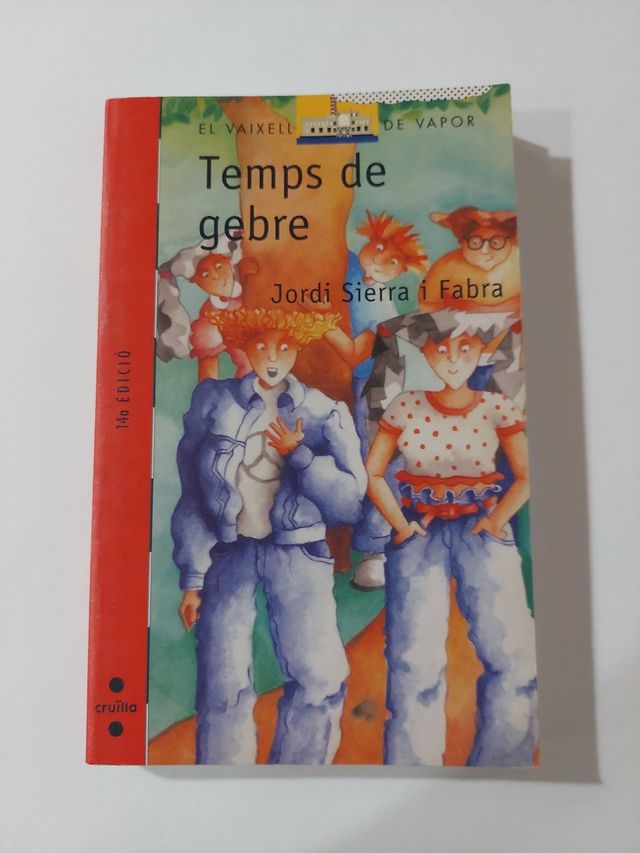 EL VAIXELL DE VAPOR
Temps de
gebre
Jordi Sierra i Fabra
14a EDICIÓ
cruïlla